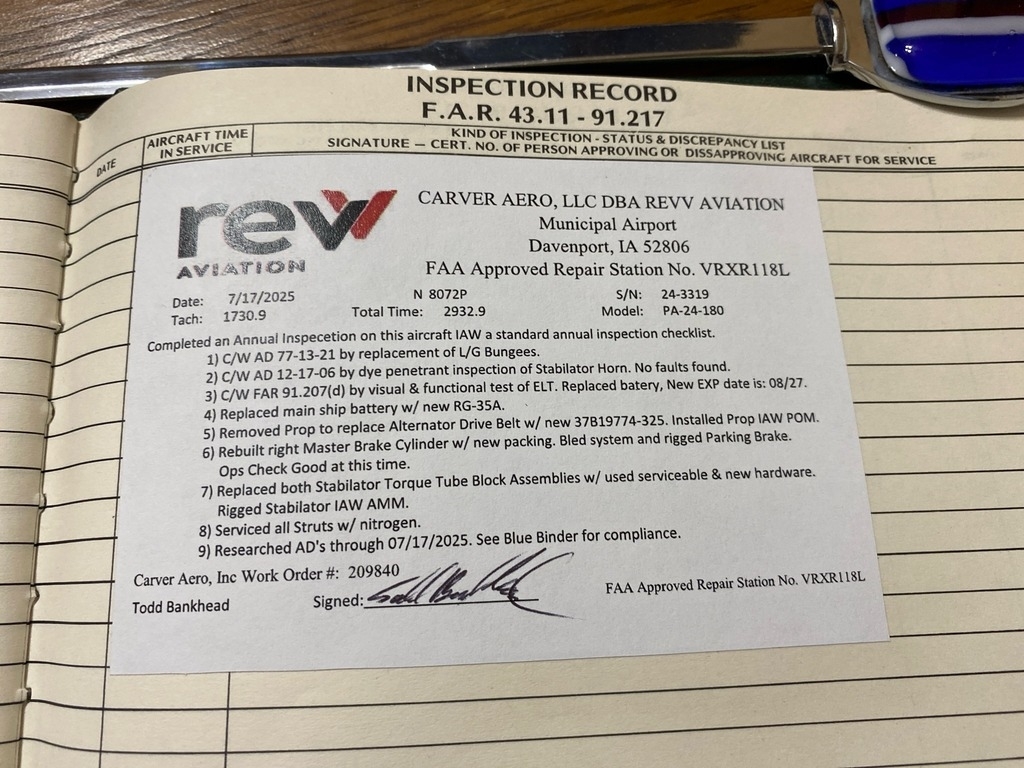 INSPECTION RECORD
F.A.R. 43.11 - 91.217
DATE
AIRCRAFT TIME
IN SERVICE
KIND OF INSPECTION - STATUS & DISCREPANCY LIST
SIGNATURE — CERT. NO. OF PERSON APPROVING OR DISSAPPROVING AIRCRAFT FOR SERVICE
revv
AVIATION
CARVER AERO, LLC DBA REVV AVIATION
Municipal Airport
Davenport, IA 52806
FAA Approved Repair Station No. VRXR118L
Date: 7/17/2025 N 8072P S/N: 24-3319
Tach: 1730.9 Total Time: 2932.9 Model: PA-24-180
Completed an Annual Inspecetion on this aircraft IAW a standard annual inspection checklist.
1) C/W AD 77-13-21 by replacement of L/G Bungees.
2) C/W AD 12-17-06 by dye penetrant inspection of Stabilator Horn. No faults found.
3) C/W FAR 91.207(d) by visual & functional test of ELT. Replaced batery, New EXP date is: 08/27.
4) Replaced main ship battery w/ new RG-35A.
5) Removed Prop to replace Alternator Drive Belt w/ new 37B19774-325. Installed Prop IAW POM.
6) Rebuilt right Master Brake Cylinder w/ new packing. Bled system and rigged Parking Brake.
Ops Check Good at this time.
7) Replaced both Stabilator Torque Tube Block Assemblies w/ used serviceable & new hardware.
Rigged Stabilator IAW AMM.
8) Serviced all Struts w/ nitrogen.
9) Researched AD's through 07/17/2025. See Blue Binder for compliance.
Carver Aero, Inc Work Order #: 209840
Todd Bankhead Signed: FAA Approved Repair Station No. VRXR118L